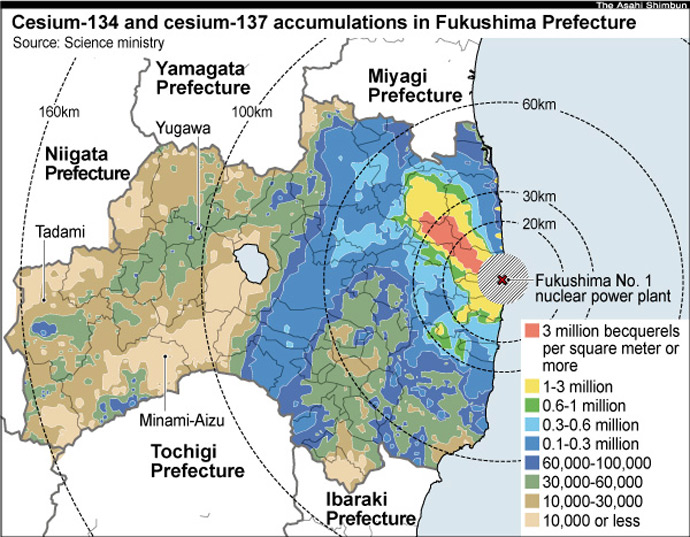 The Asahi Shimbun
Cesium-134 and cesium-137 accumulations in Fukushima Prefecture
Source: Science ministry
Yamagata
Prefecture
Miyagi
Prefecture
160km
100km
60km
Yugawa
Niigata
Prefecture
30km
20km
Tadami
Fukushima No. 1
nuclear power plant
3 million becquerels
per square meter or
more
1-3 million
0.6-1 million
0.3-0.6 million
0.1-0.3 million
60,000-100,000
30,000-60,000
10,000-30,000
10,000 or less
Minami-Aizu
Tochigi
Prefecture
Ibaraki
Prefecture